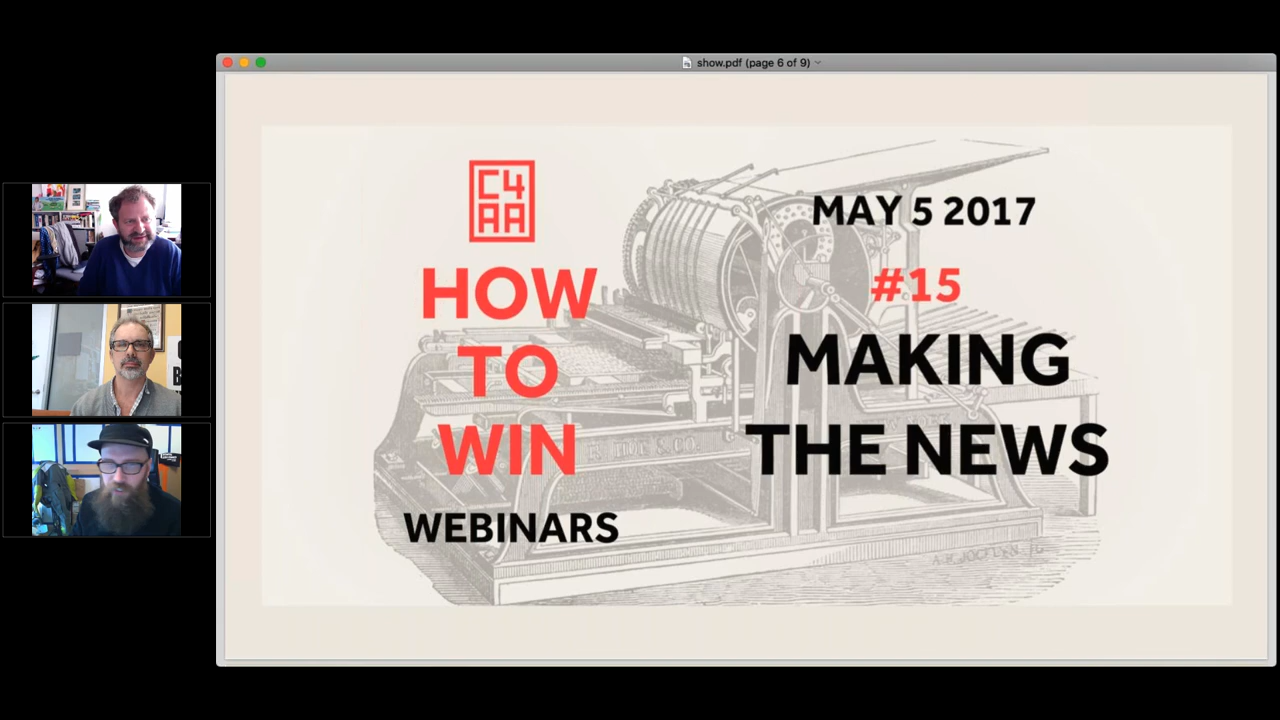 show.pdf (page 6 of 9)
C4
AA
HOW
TO
WIN
WEBINARS
MAY 5 2017
#15
MAKING
THE NEWS